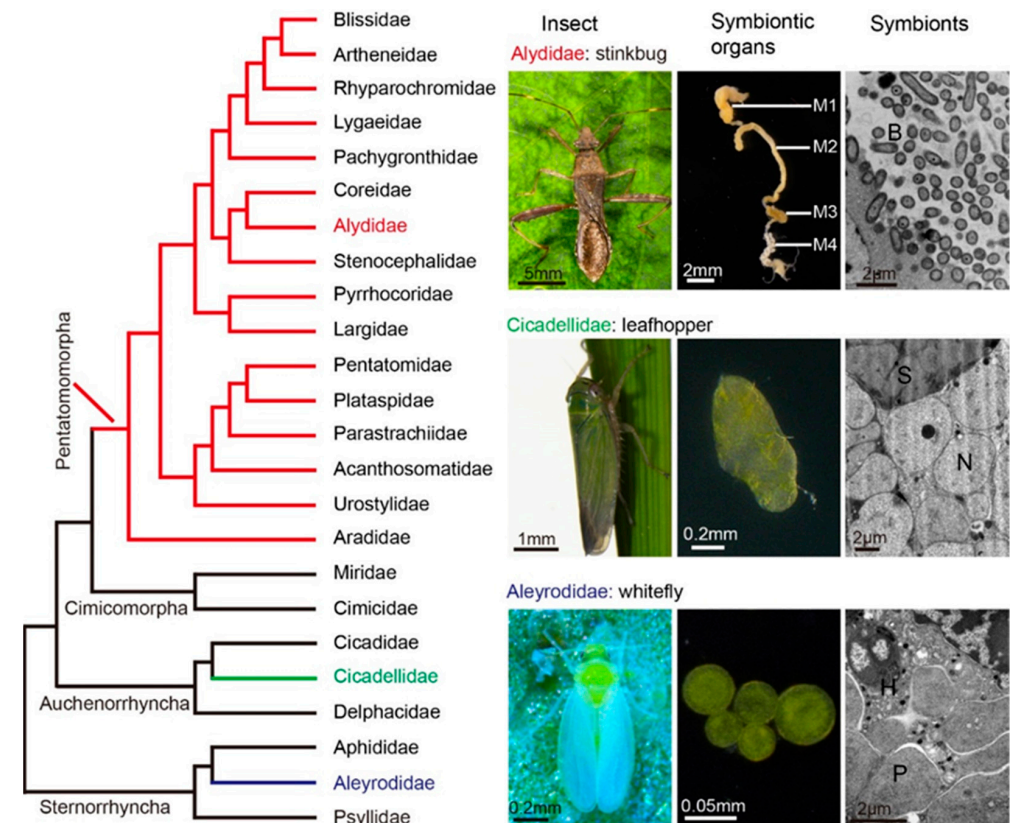 Blissidae
Artheneidae
Rhyparochromidae
Lygaeidae
Pachygronthidae
Coreidae
Alydidae
Stenocephalidae
Pyrrhocoridae
Largidae
Pentatomidae
Plataspidae
Parastrachiidae
Acanthosomatidae
Urostylidae
Aradidae
Miridae
Cimicidae
Cicadidae
Cicadellidae
Delphacidae
Aphididae
Aleyrodidae
Psyllidae
Pentatomomorpha
Cimicomorpha
Auchenorrhyncha
Sternorrhyncha
Insect
Symbiontic
organs
Symbionts
Alydidae: stinkbug
5mm
M1
M2
M3
M4
2mm
B
2µm
Cicadellidae: leafhopper
1mm
0.2mm
S
N
2µm
Aleyrodidae: whitefly
0.2mm
0.05mm
H
P
2µm